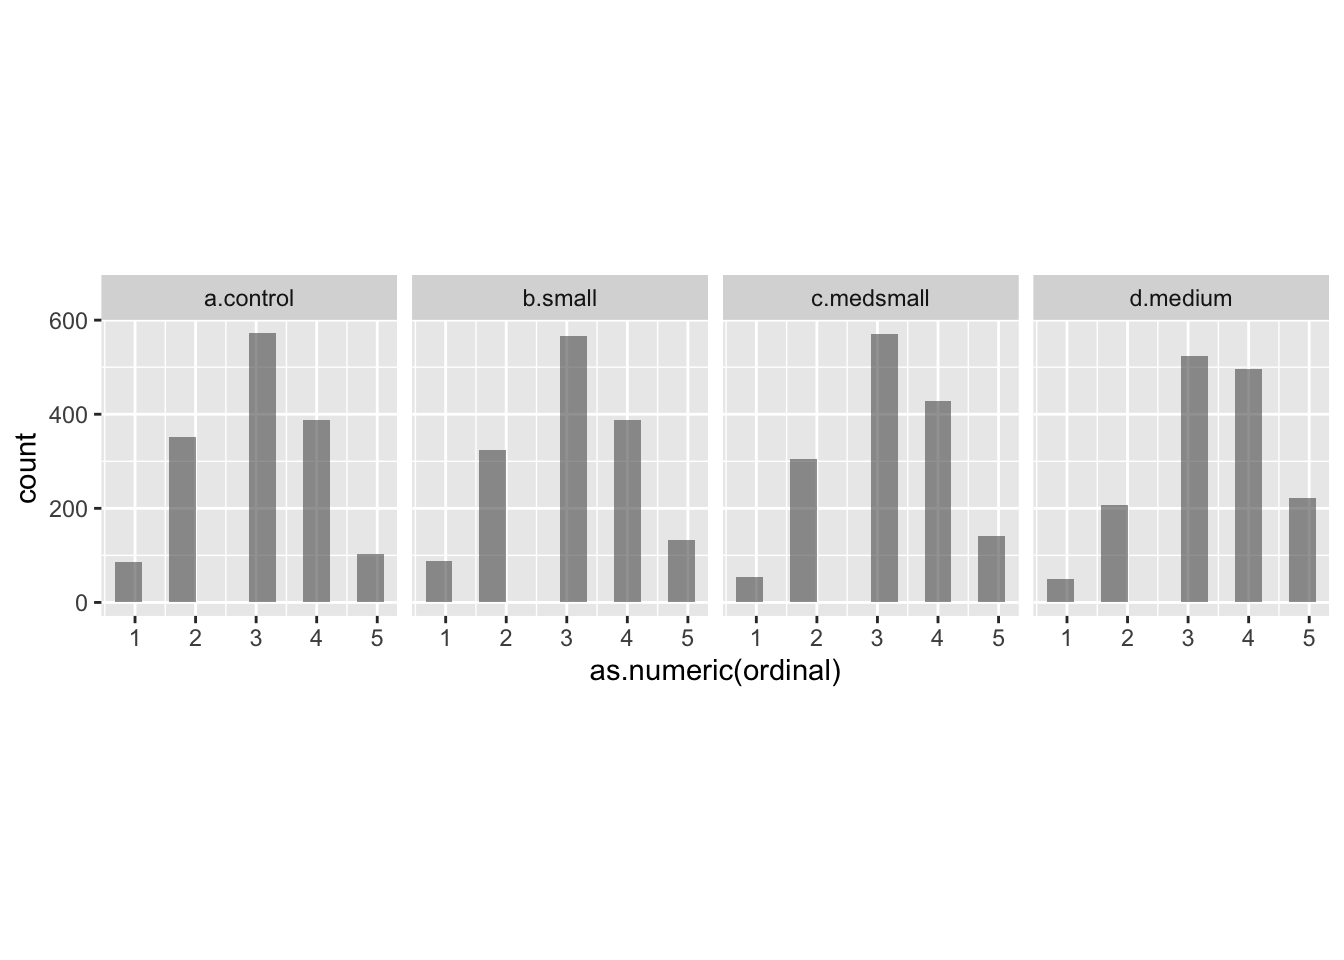 a.control b.small c.medsmall d.medium
600
400
200
0
count
1 2 3 4 5 1 2 3 4 5 1 2 3 4 5 1 2 3 4 5
as.numeric(ordinal)